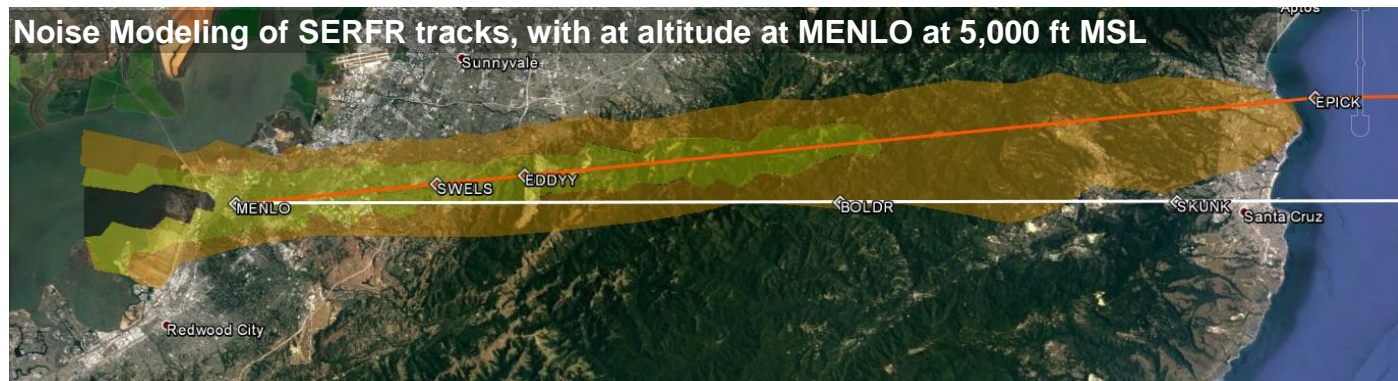 Noise Modeling of SERFR tracks, with at altitude at MENLO at 5,000 ft MSL
Aptos
Sunnyvale
EPICK
EDDYY
SWELS
MENLO
BOLDR
SKUNK
Santa Cruz
Redwood City